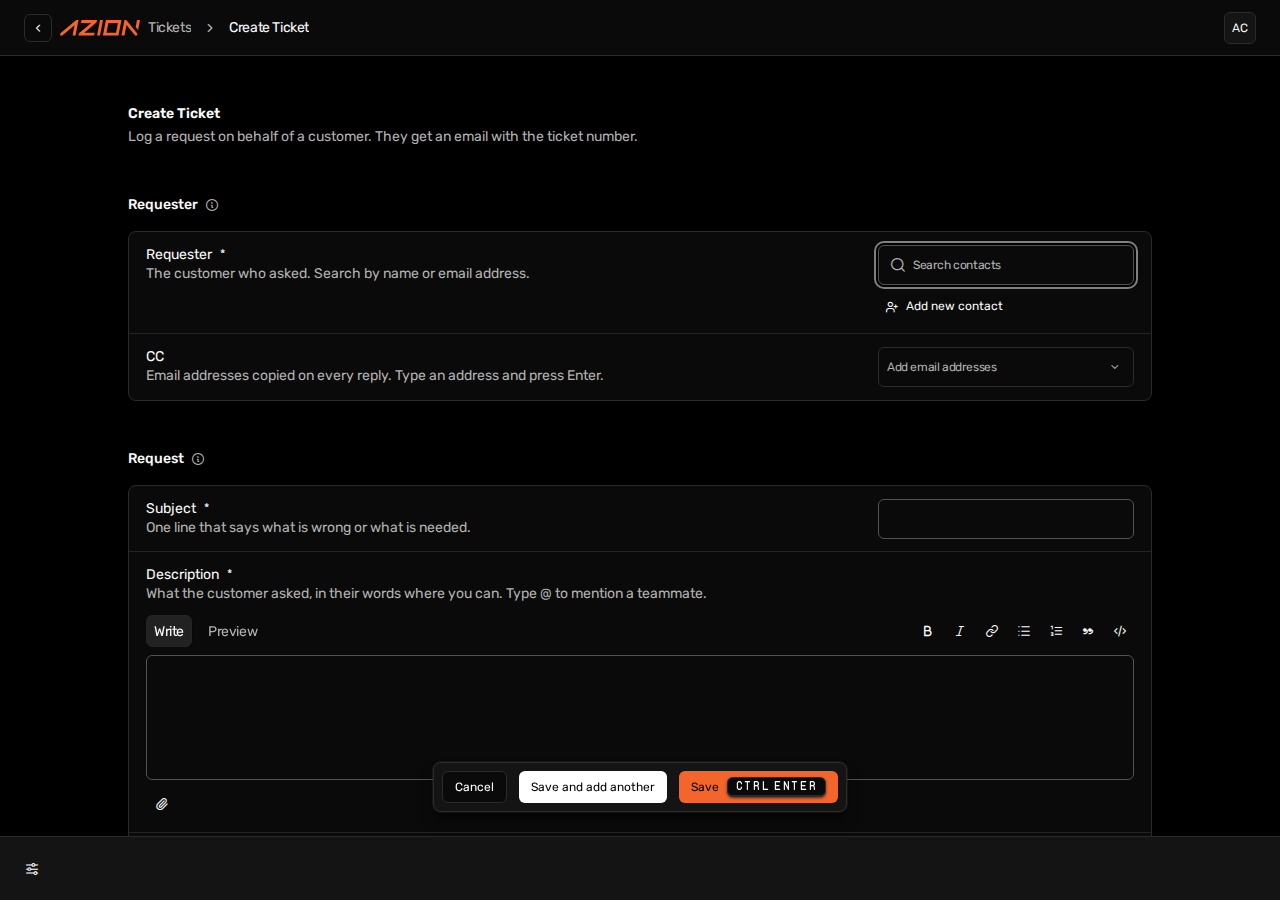 AZION Tickets Create Ticket AC
Create Ticket
Log a request on behalf of a customer. They get an email with the ticket number.
Requester
Requester *
The customer who asked. Search by name or email address.
Search contacts
Add new contact
CC
Email addresses copied on every reply. Type an address and press Enter.
Add email addresses
Request
Subject *
One line that says what is wrong or what is needed.
Description *
What the customer asked, in their words where you can. Type @ to mention a teammate.
Write Preview
Cancel Save and add another Save CTRL ENTER